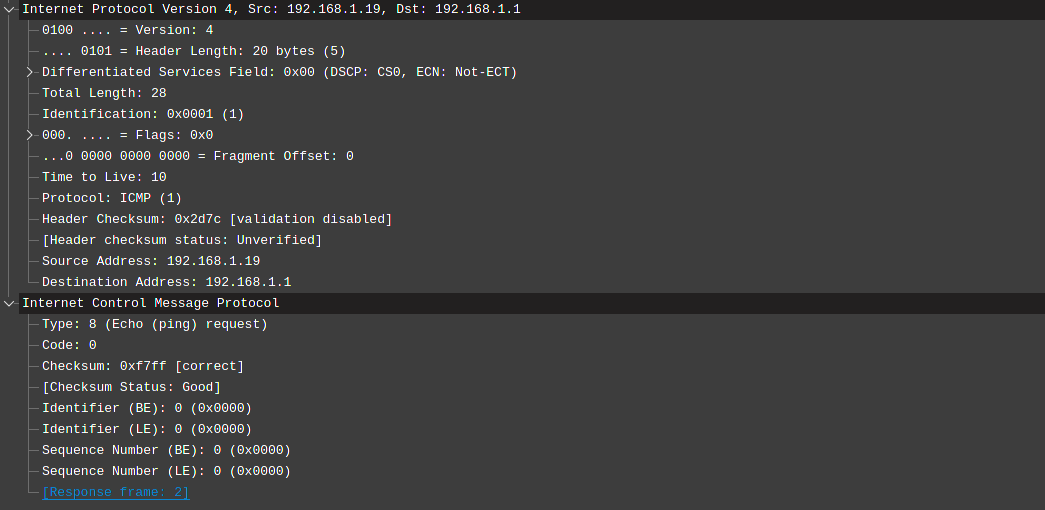 Internet Protocol Version 4, Src: 192.168.1.19, Dst: 192.168.1.1
0100 .... = Version: 4
.... 0101 = Header Length: 20 bytes (5)
Differentiated Services Field: 0x00 (DSCP: CS0, ECN: Not-ECT)
Total Length: 28
Identification: 0x0001 (1)
000. .... = Flags: 0x0
...0 0000 0000 0000 = Fragment Offset: 0
Time to Live: 10
Protocol: ICMP (1)
Header Checksum: 0x2d7c [validation disabled]
[Header checksum status: Unverified]
Source Address: 192.168.1.19
Destination Address: 192.168.1.1
Internet Control Message Protocol
Type: 8 (Echo (ping) request)
Code: 0
Checksum: 0xf7ff [correct]
[Checksum Status: Good]
Identifier (BE): 0 (0x0000)
Identifier (LE): 0 (0x0000)
Sequence Number (BE): 0 (0x0000)
Sequence Number (LE): 0 (0x0000)
[Response frame: 2]